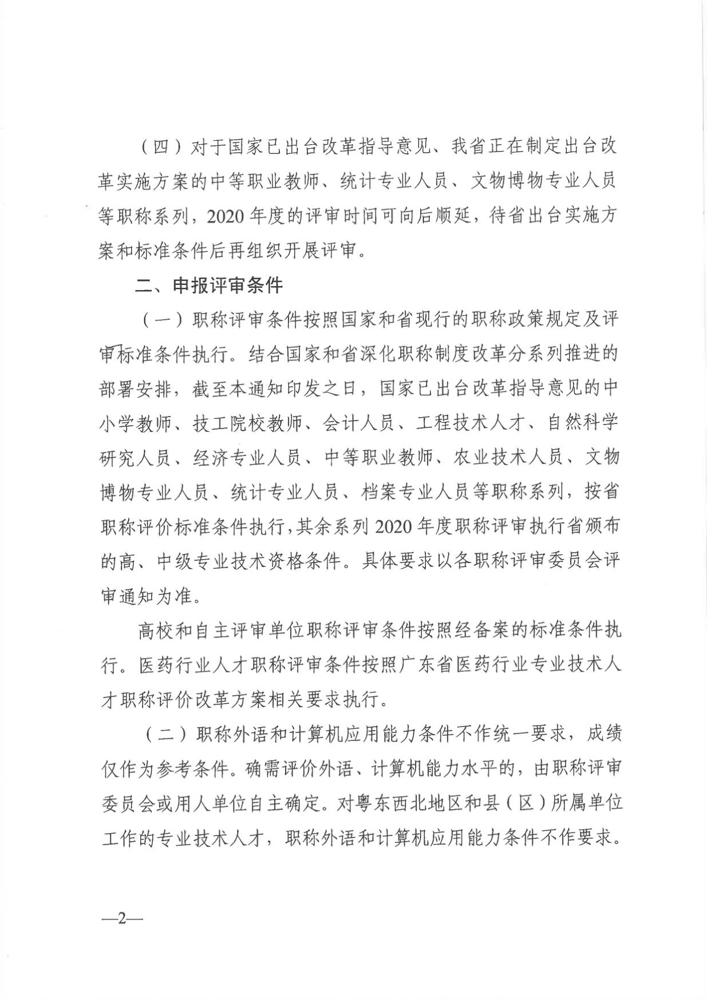 （四）对于国家已出台改革指导意见、我省正在制定出台改
革实施方案的中等职业教师、统计专业人员、文物博物专业人员
等职称系列，2020 年度的评审时间可向后顺延，待省出台实施方
案和标准条件后再组织开展评审。
二、申报评审条件
（一）职称评审条件按照国家和省现行的职称政策规定及评
审标准条件执行。结合国家和省深化职称制度改革分系列推进的
部署安排，截至本通知印发之日，国家已出台改革指导意见的中
小学教师、技工院校教师、会计人员、工程技术人才、自然科学
研究人员、经济专业人员、中等职业教师、农业技术人员、文物
博物专业人员、统计专业人员、档案专业人员等职称系列，按省
职称评价标准条件执行，其余系列 2020 年度职称评审执行省颁布
的高、中级专业技术资格条件。具体要求以各职称评审委员会评
审通知为准。
高校和自主评审单位职称评审条件按照经备案的标准条件执
行。医药行业人才职称评审条件按照广东省医药行业专业技术人
才职称评价改革方案相关要求执行。
（二）职称外语和计算机应用能力条件不作统一要求，成绩
仅作为参考条件。确需评价外语、计算机能力水平的，由职称评审
委员会或用人单位自主确定。对粤东西北地区和县（区）所属单位
工作的专业技术人才，职称外语和计算机应用能力条件不作要求。
—2—